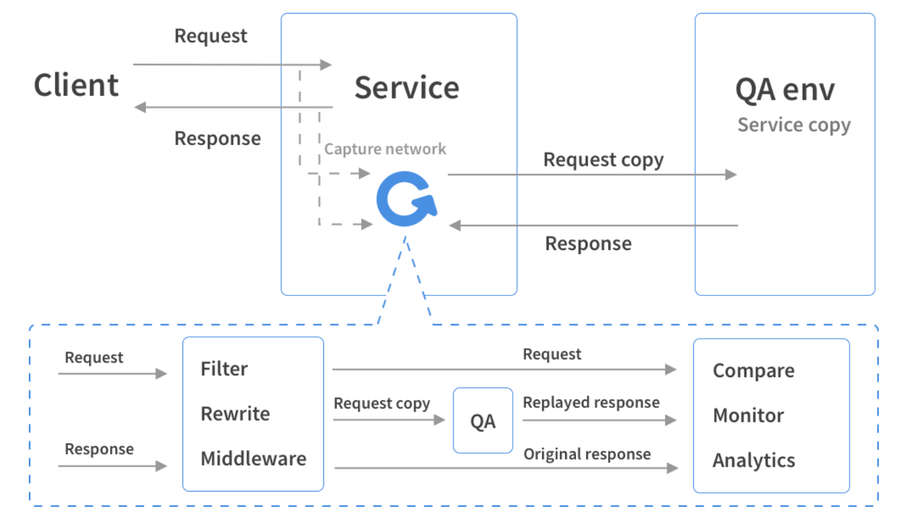 Request
Client
Service
QA env
Service copy
Response
Capture network
Request copy
Response
Request
Response
Filter
Rewrite
Middleware
Request
Request copy
QA
Replayed response
Original response
Compare
Monitor
Analytics